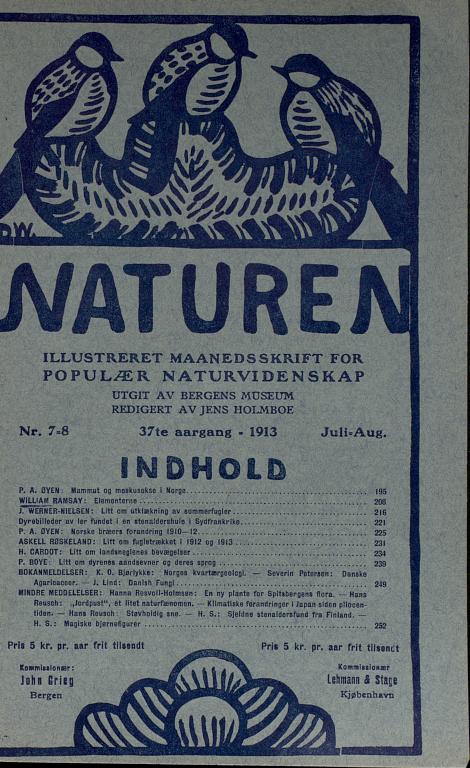 P.W.
NATUREN
ILLUSTRERET MAANEDSSKRIFT FOR
POPULÆR NATURVIDENSKAP
UTGIT AV BERGENS MUSEUM
REDIGERT AV JENS HOLMBOE
Nr. 7-8 37te aargang - 1913 Juli-Aug.
INDHOLD
P. A. ØYEN: Mammut og moskusokse i Norge 195
WILLIAM RAMSAY: Elementerne 208
J. WERNER-NIELSEN: Litt om utklækning av sommerfugler 216
Dyrebilleder av ler fundet i en stenaldershule i Sydfrankrike 221
P. A. ØYEN: Norske bræers forandring 1910—12 225
ASKELL RØSKELAND: Litt om fugletrækket i 1912 og 1913 231
H. CARDOT: Litt om landsneglenes bevægelser 234
P. BOYE: Litt om dyrenes aandsevner og deres sprog 239
BOKANMELDELSER: K. O. Bjørlykke: Norges kvartærgeologi. — Severin Petersen: Danske
Agaricaceer. — J. Lind: Danish Fungi 249
MINDRE MEDDELELSER: Hanna Resvoll-Holmsen: En ny plante for Spitsbergens flora. — Hans
Reusch: „Jordpust“, et litet naturfænomen. — Klimatiske forandringer i Japan siden pliocen-
tiden. — Hans Reusch: Støvholdig sne. — H. S.: Sjeldne stenaldersfund fra Finland. —
H. S.: Magiske bjørnefigurer 252
Pris 5 kr. pr. aar frit tilsendt Pris 5 kr. pr. aar frit tilsendt
Kommissionær: Kommissionær
John Grieg Lehmann & Stage
Bergen Kjøbenhavn